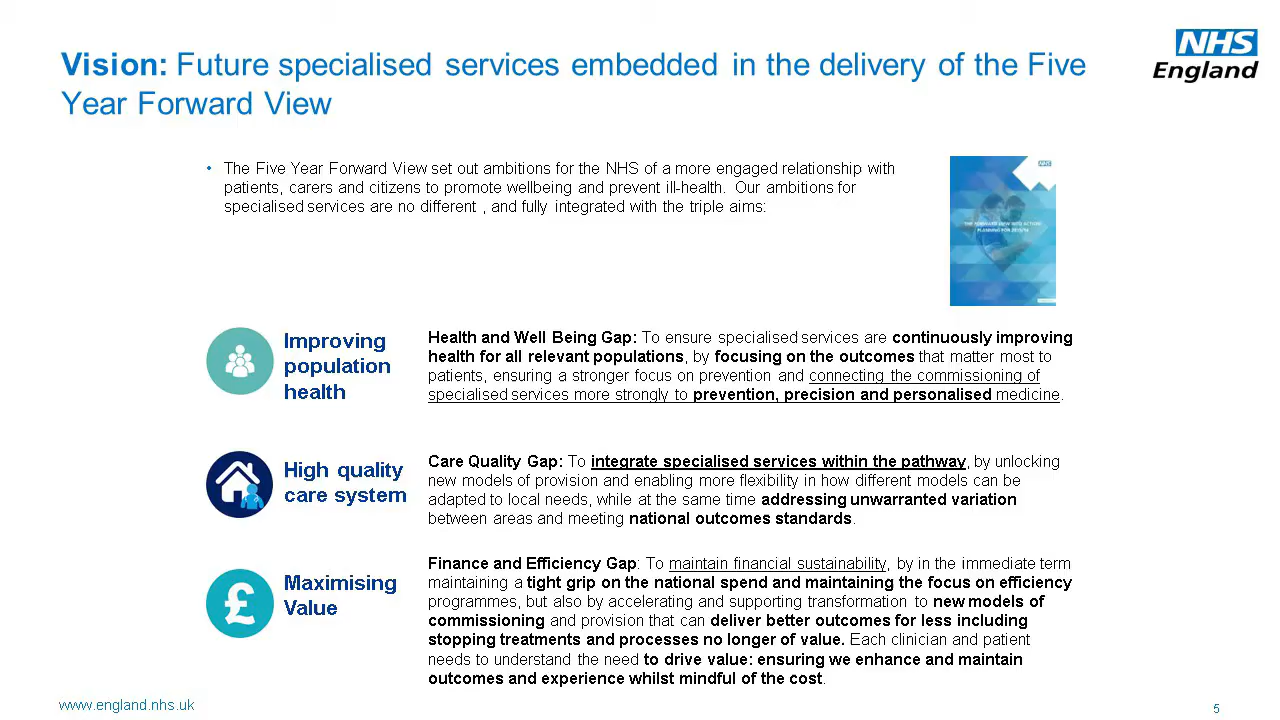 NHS
England
Vision: Future specialised services embedded in the delivery of the Five
Year Forward View
• The Five Year Forward View set out ambitions for the NHS of a more engaged relationship with
patients, carers and citizens to promote wellbeing and prevent ill-health. Our ambitions for
specialised services are no different , and fully integrated with the triple aims:
NHS
THE FORWARD VIEW INTO ACTION:
PLANNING FOR 2015/16
Improving
population
health
Health and Well Being Gap: To ensure specialised services are continuously improving
health for all relevant populations, by focusing on the outcomes that matter most to
patients, ensuring a stronger focus on prevention and connecting the commissioning of
specialised services more strongly to prevention, precision and personalised medicine.
High quality
care system
Care Quality Gap: To integrate specialised services within the pathway, by unlocking
new models of provision and enabling more flexibility in how different models can be
adapted to local needs, while at the same time addressing unwarranted variation
between areas and meeting national outcomes standards.
Maximising
Value
Finance and Efficiency Gap: To maintain financial sustainability, by in the immediate term
maintaining a tight grip on the national spend and maintaining the focus on efficiency
programmes, but also by accelerating and supporting transformation to new models of
commissioning and provision that can deliver better outcomes for less including
stopping treatments and processes no longer of value. Each clinician and patient
needs to understand the need to drive value: ensuring we enhance and maintain
outcomes and experience whilst mindful of the cost.
£
www.england.nhs.uk
5